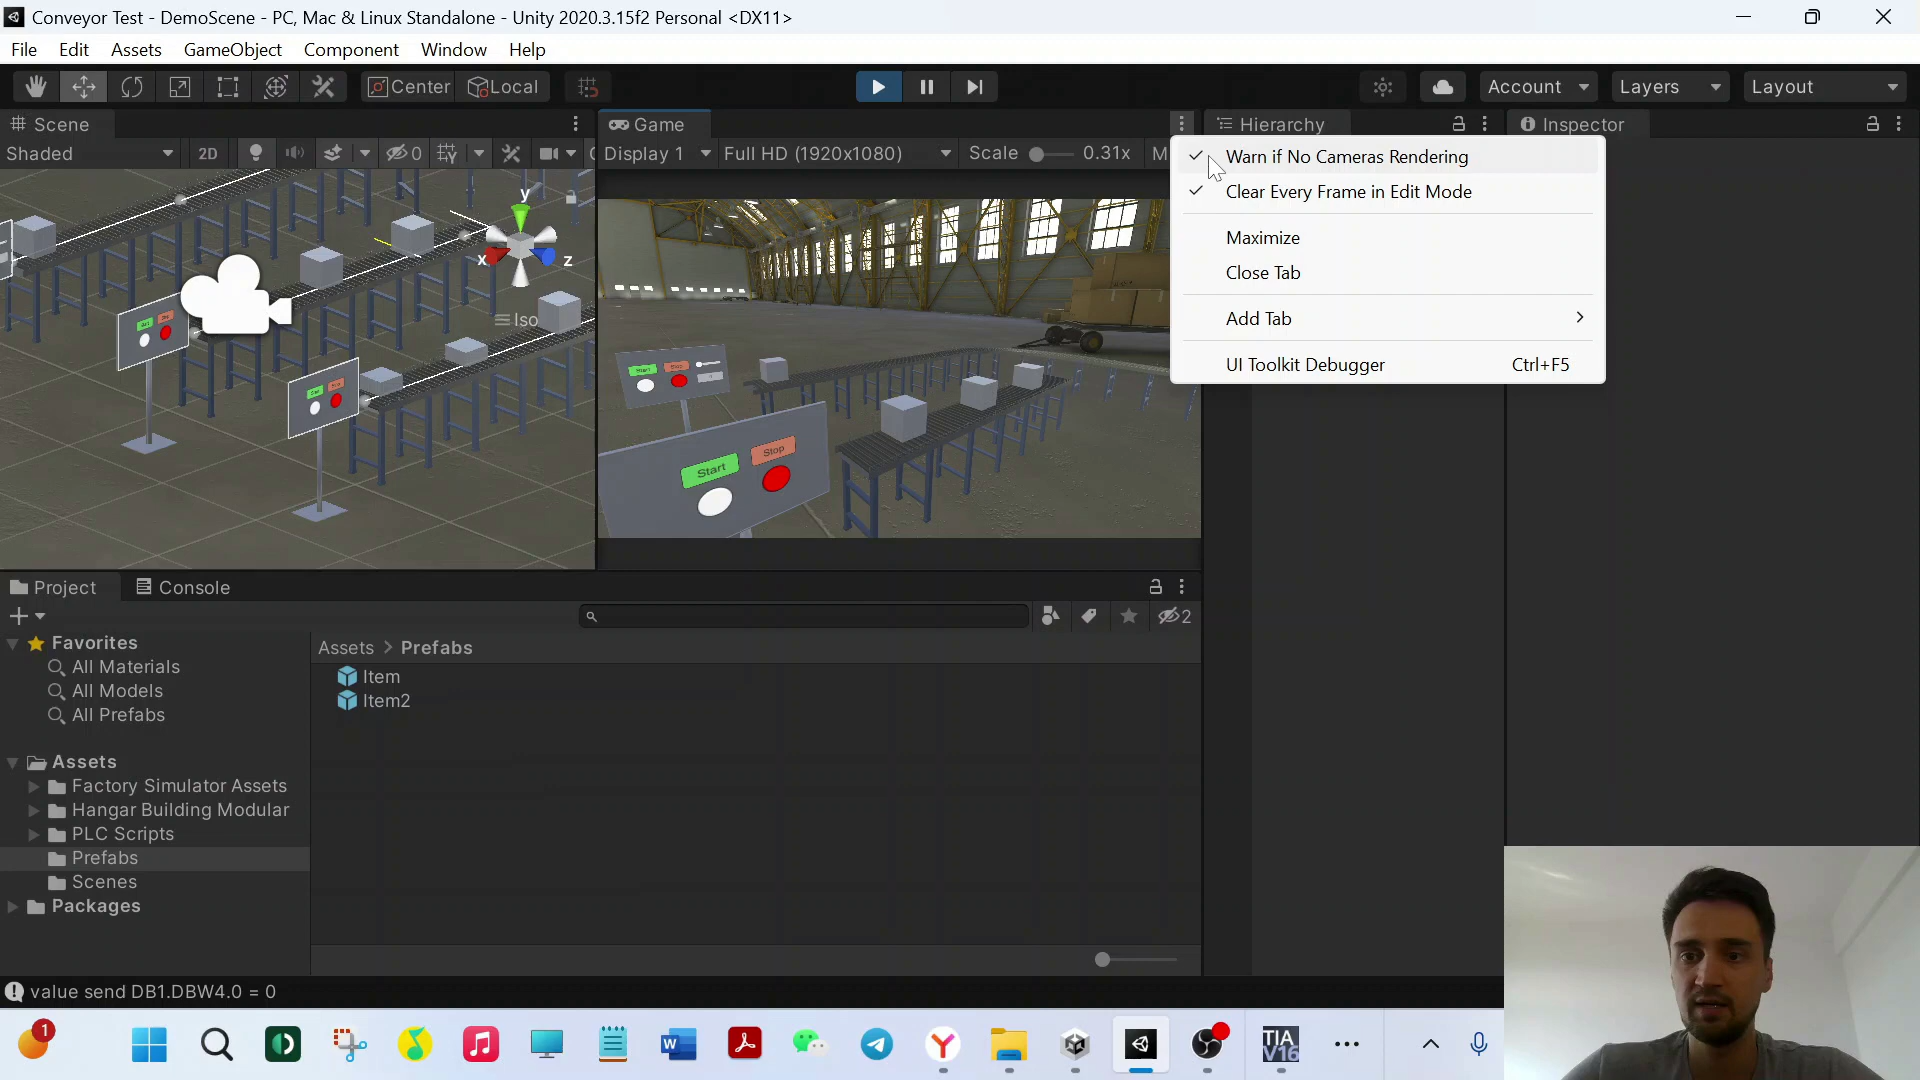 Conveyor Test - DemoScene - PC, Mac & Linux Standalone - Unity 2020.3.15f2 Personal <DX11>
File Edit Assets GameObject Component Window Help
Center Local Account Layers Layout
Scene Game Hierarchy Inspector
Shaded 2D 0 Display 1 Full HD (1920x1080) Scale 0.31x M
Warn if No Cameras Rendering
Clear Every Frame in Edit Mode
Maximize
Close Tab
Add Tab
UI Toolkit Debugger Ctrl+F5
y
x z
Iso
Start Stop
Start Stop
Project Console
2
Favorites
All Materials
All Models
All Prefabs
Assets
Factory Simulator Assets
Hangar Building Modular
PLC Scripts
Prefabs
Scenes
Packages
Assets > Prefabs
Item
Item2
value send DB1.DBW4.0 = 0
1
W
Y
TIA
V16